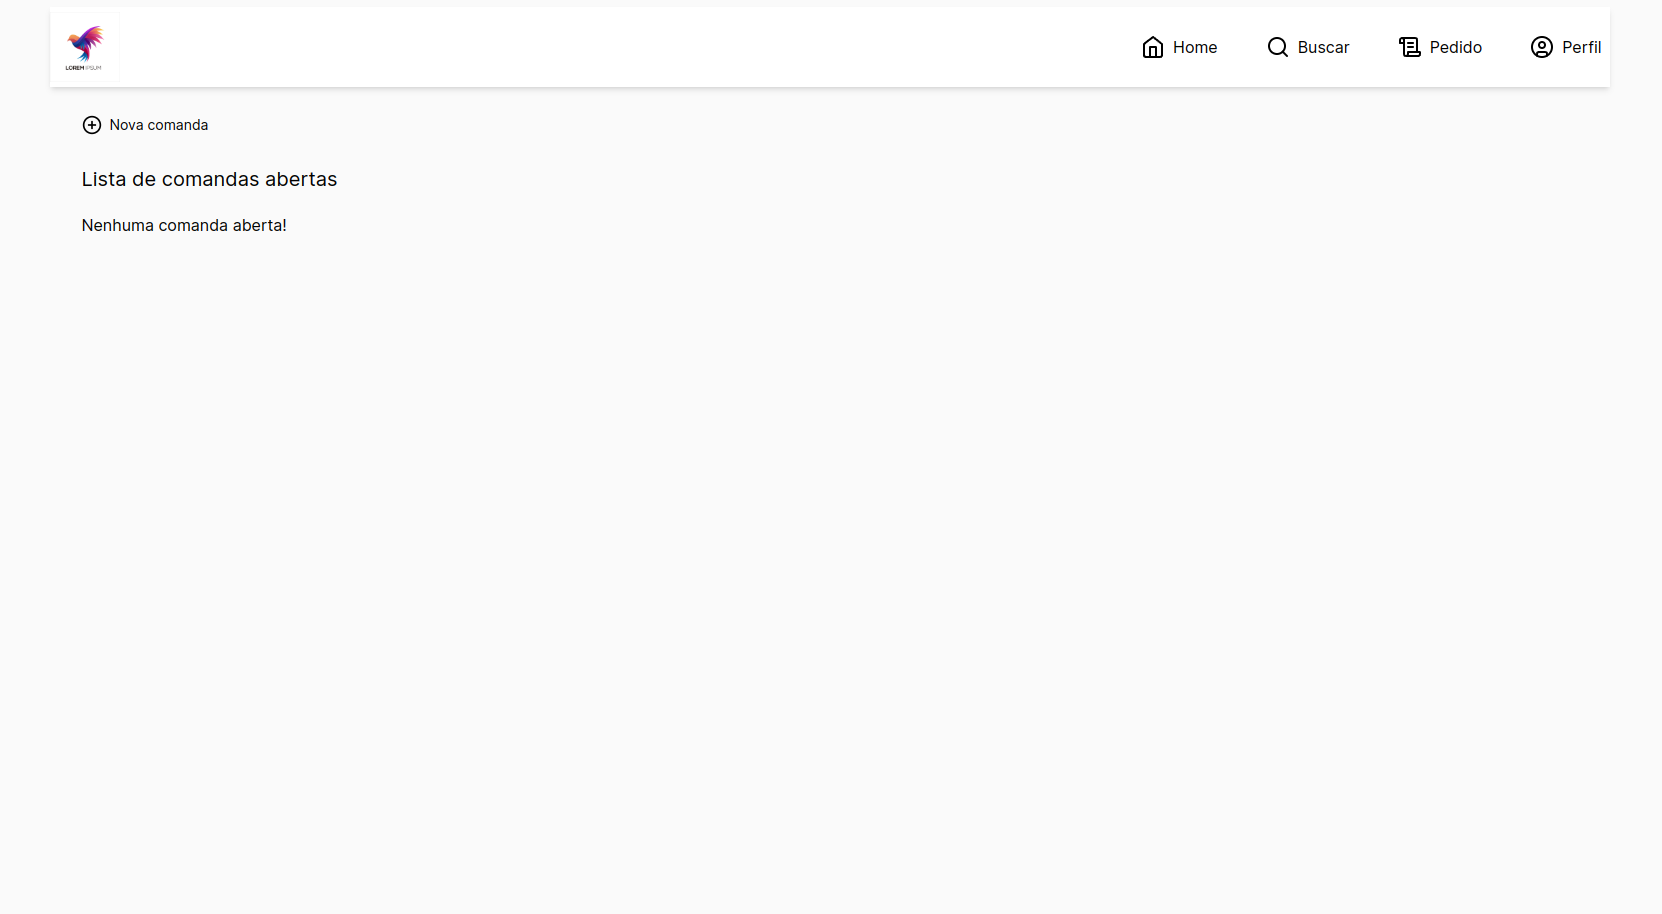 LOREM IPSUM
Home
Buscar
Pedido
Perfil
Nova comanda
Lista de comandas abertas
Nenhuma comanda aberta!